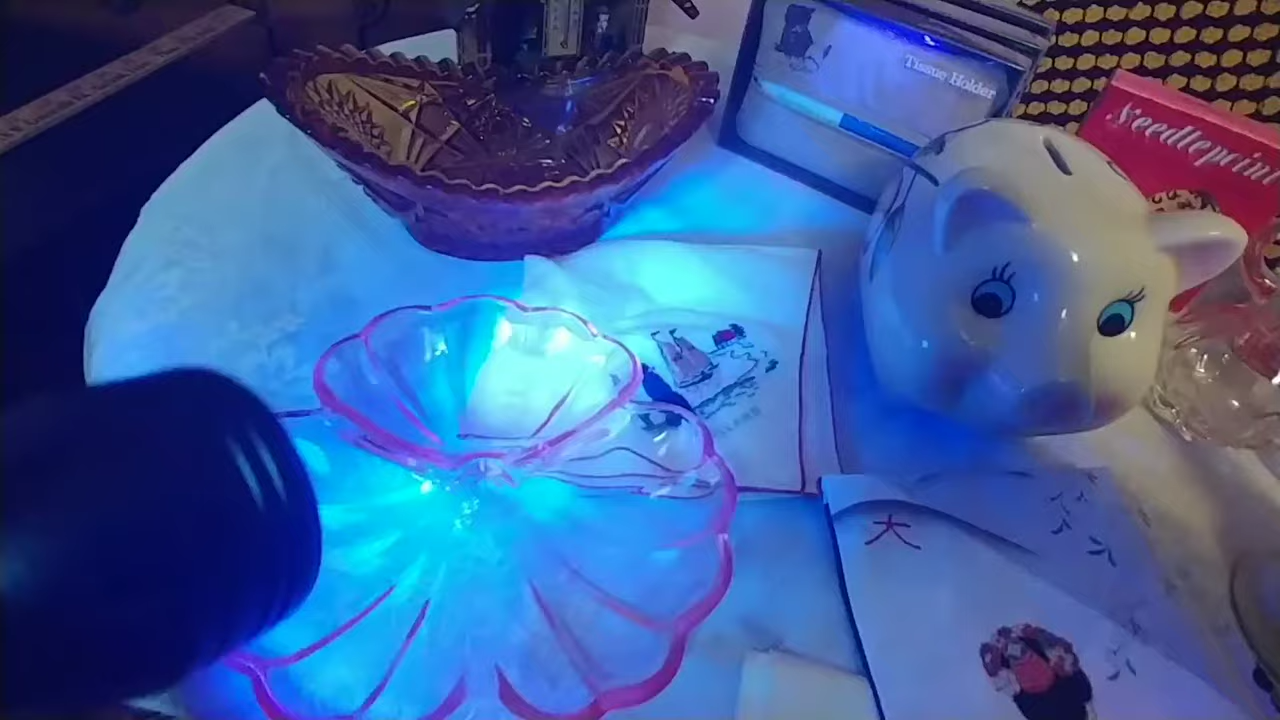 Tissue Holder
Needlepoint
大